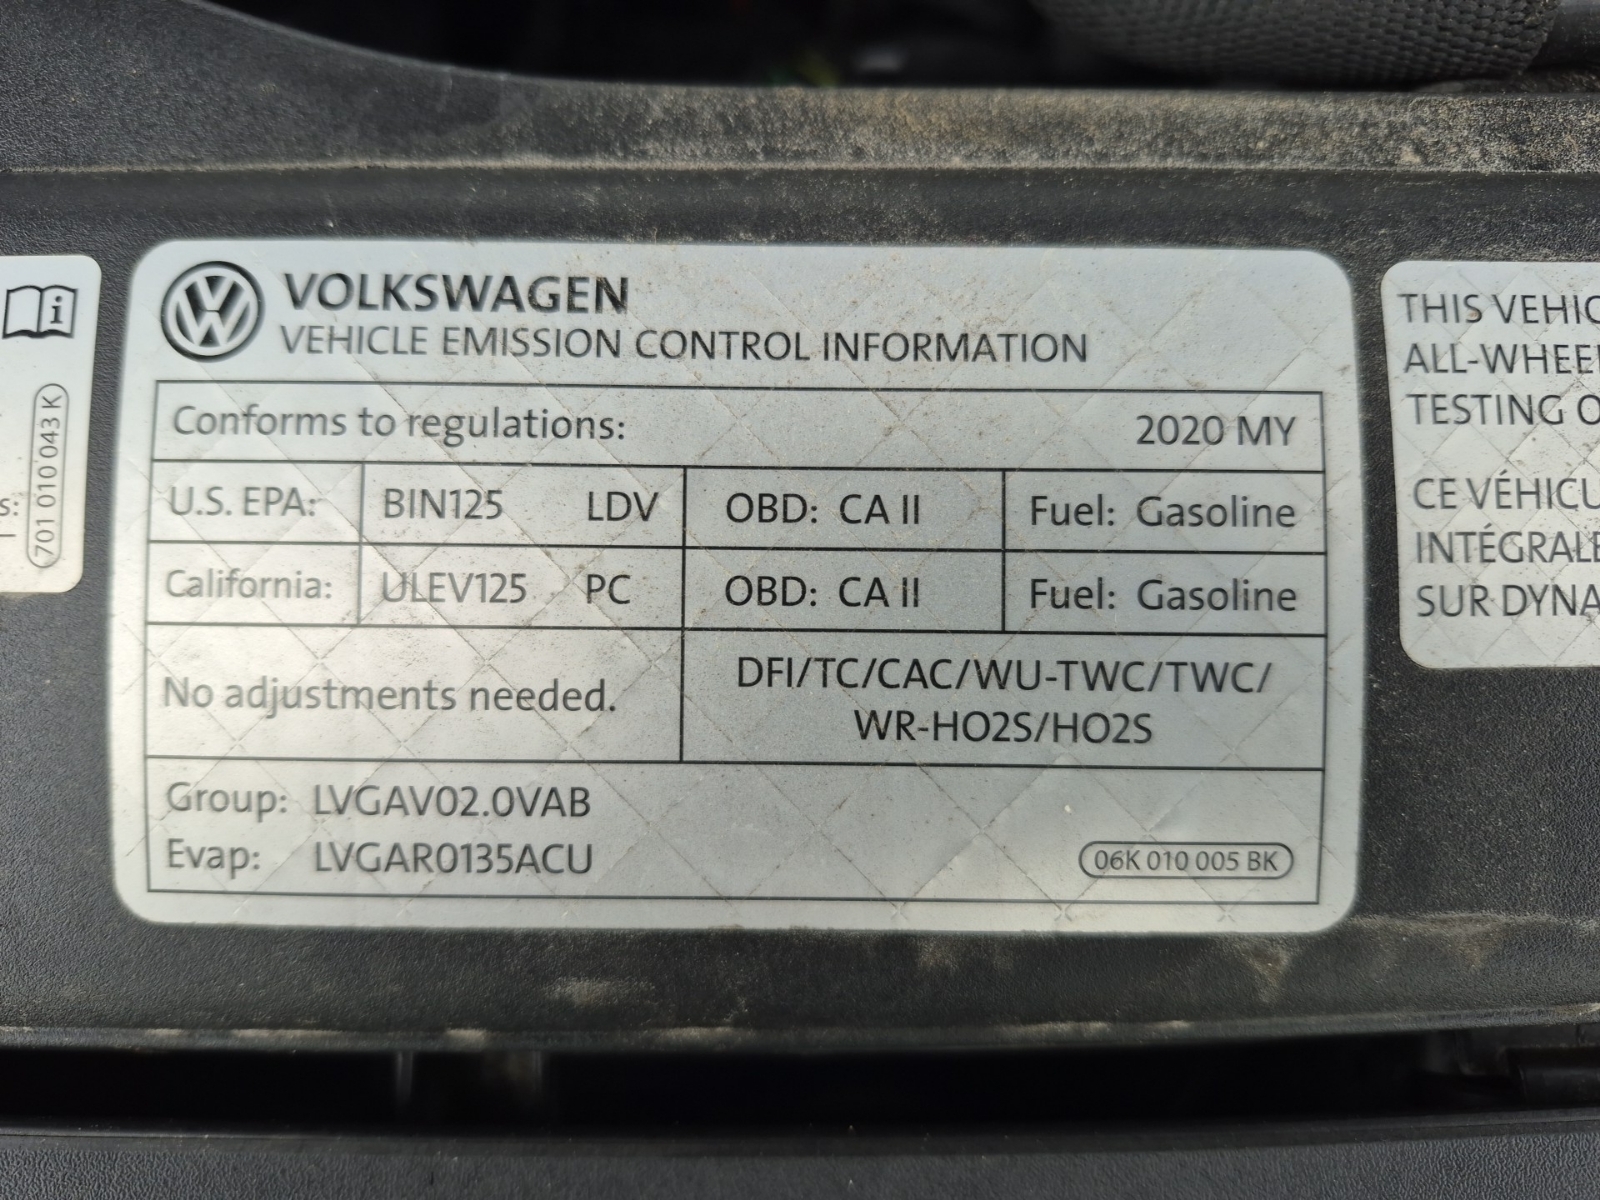 s:
701 010 043 K
VOLKSWAGEN
VEHICLE EMISSION CONTROL INFORMATION
Conforms to regulations: 2020 MY
U.S. EPA: BIN125 LDV OBD: CA II Fuel: Gasoline
California: ULEV125 PC OBD: CA II Fuel: Gasoline
No adjustments needed.
DFI/TC/CAC/WU-TWC/TWC/
WR-HO2S/HO2S
Group: LVGAV02.0VAB
Evap: LVGAR0135ACU
06K 010 005 BK
THIS VEHIC
ALL-WHEE
TESTING O
CE VÉHICU
INTÉGRALE
SUR DYNA